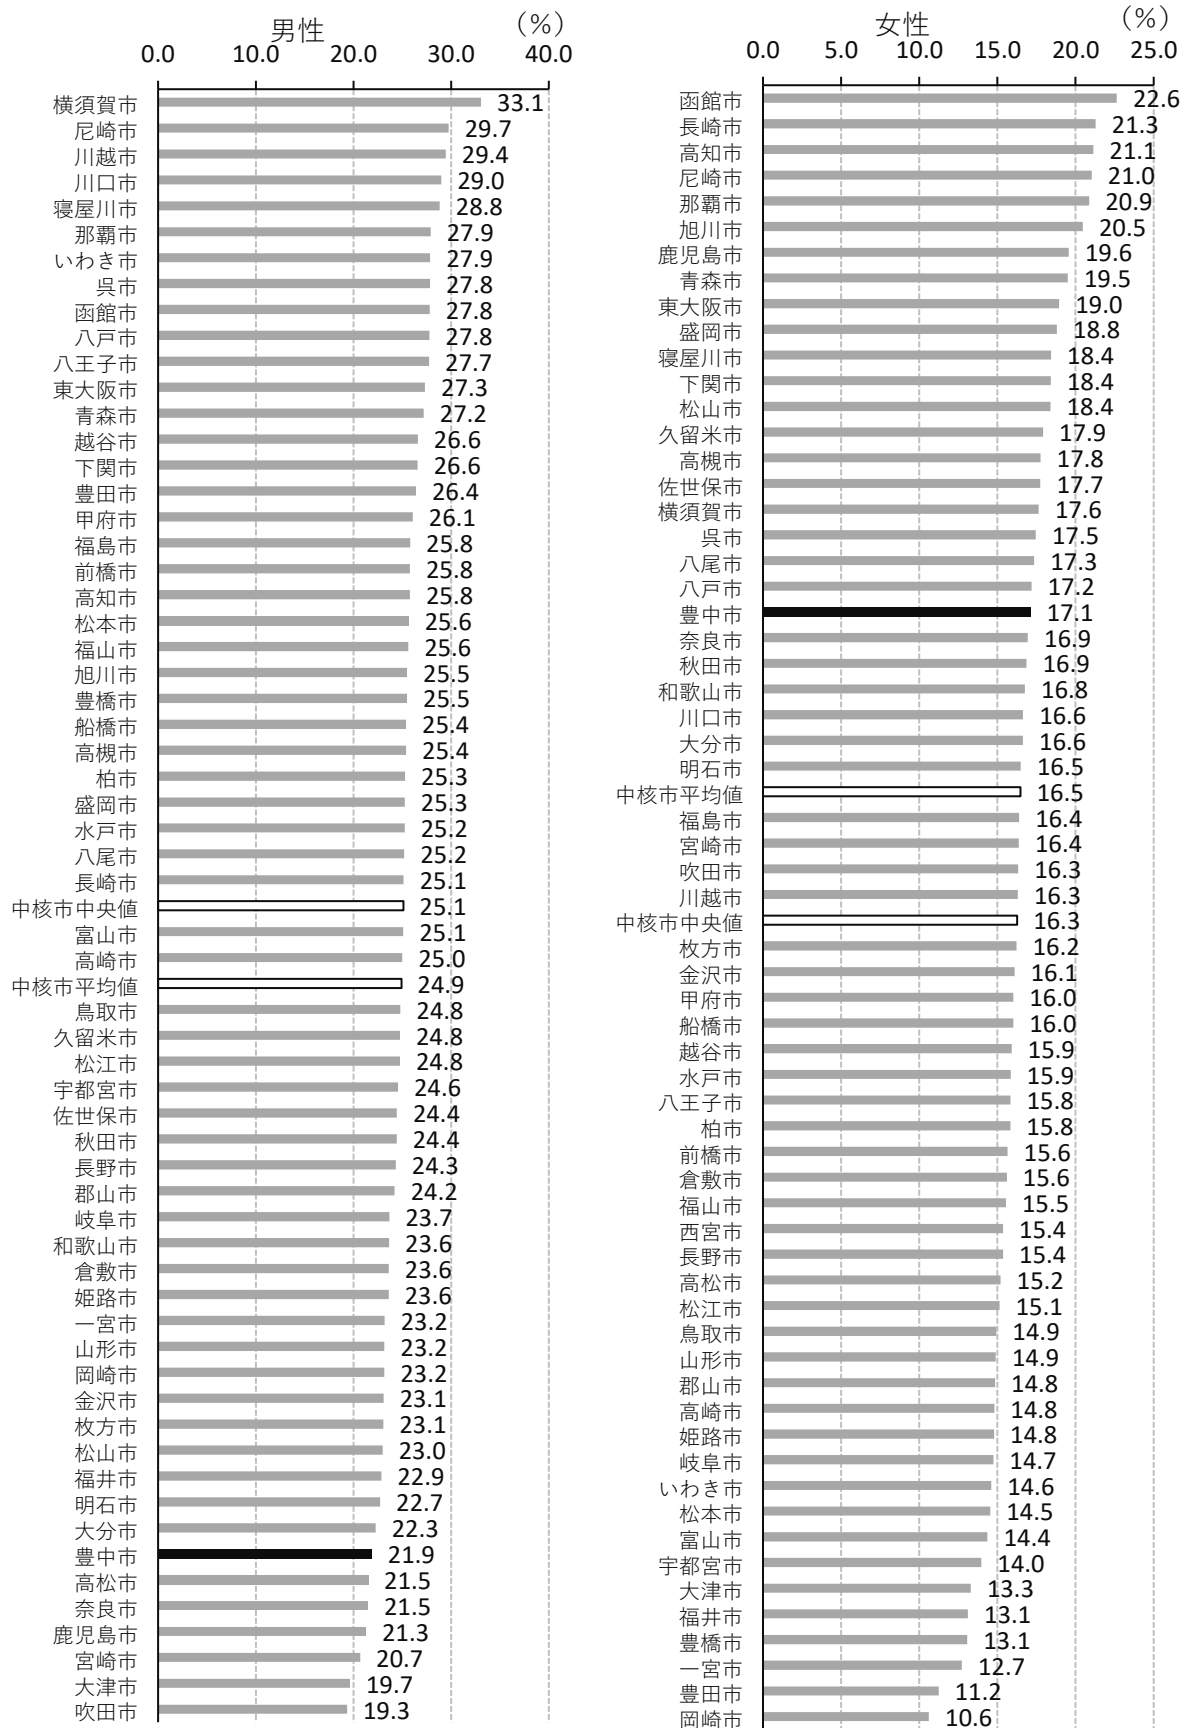 男性
（%）
0.0 10.0 20.0 30.0 40.0
横須賀市 33.1
尼崎市 29.7
川越市 29.4
川口市 29.0
寝屋川市 28.8
那覇市 27.9
いわき市 27.9
呉市 27.8
函館市 27.8
八戸市 27.8
八王子市 27.7
東大阪市 27.3
青森市 27.2
越谷市 26.6
下関市 26.6
豊田市 26.4
甲府市 26.1
福島市 25.8
前橋市 25.8
高知市 25.8
松本市 25.6
福山市 25.6
旭川市 25.5
豊橋市 25.5
船橋市 25.4
高槻市 25.4
柏市 25.3
盛岡市 25.3
水戸市 25.2
八尾市 25.2
長崎市 25.1
中核市中央値 25.1
富山市 25.1
高崎市 25.0
中核市平均値 24.9
鳥取市 24.8
久留米市 24.8
松江市 24.8
宇都宮市 24.6
佐世保市 24.4
秋田市 24.4
長野市 24.3
郡山市 24.2
岐阜市 23.7
和歌山市 23.6
倉敷市 23.6
姫路市 23.6
一宮市 23.2
山形市 23.2
岡崎市 23.2
金沢市 23.1
枚方市 23.1
松山市 23.0
福井市 22.9
明石市 22.7
大分市 22.3
豊中市 21.9
高松市 21.5
奈良市 21.5
鹿児島市 21.3
宮崎市 20.7
大津市 19.7
吹田市 19.3
女性
（%）
0.0 5.0 10.0 15.0 20.0 25.0
函館市 22.6
長崎市 21.3
高知市 21.1
尼崎市 21.0
那覇市 20.9
旭川市 20.5
鹿児島市 19.6
青森市 19.5
東大阪市 19.0
盛岡市 18.8
寝屋川市 18.4
下関市 18.4
松山市 18.4
久留米市 17.9
高槻市 17.8
佐世保市 17.7
横須賀市 17.6
呉市 17.5
八尾市 17.3
八戸市 17.2
豊中市 17.1
奈良市 16.9
秋田市 16.9
和歌山市 16.8
川口市 16.6
大分市 16.6
明石市 16.5
中核市平均値 16.5
福島市 16.4
宮崎市 16.4
吹田市 16.3
川越市 16.3
中核市中央値 16.3
枚方市 16.2
金沢市 16.1
甲府市 16.0
船橋市 16.0
越谷市 15.9
水戸市 15.9
八王子市 15.8
柏市 15.8
前橋市 15.6
倉敷市 15.6
福山市 15.5
西宮市 15.4
長野市 15.4
高松市 15.2
松江市 15.1
鳥取市 14.9
山形市 14.9
郡山市 14.8
高崎市 14.8
姫路市 14.8
岐阜市 14.7
いわき市 14.6
松本市 14.5
富山市 14.4
宇都宮市 14.0
大津市 13.3
福井市 13.1
豊橋市 13.1
一宮市 12.7
豊田市 11.2
岡崎市 10.6